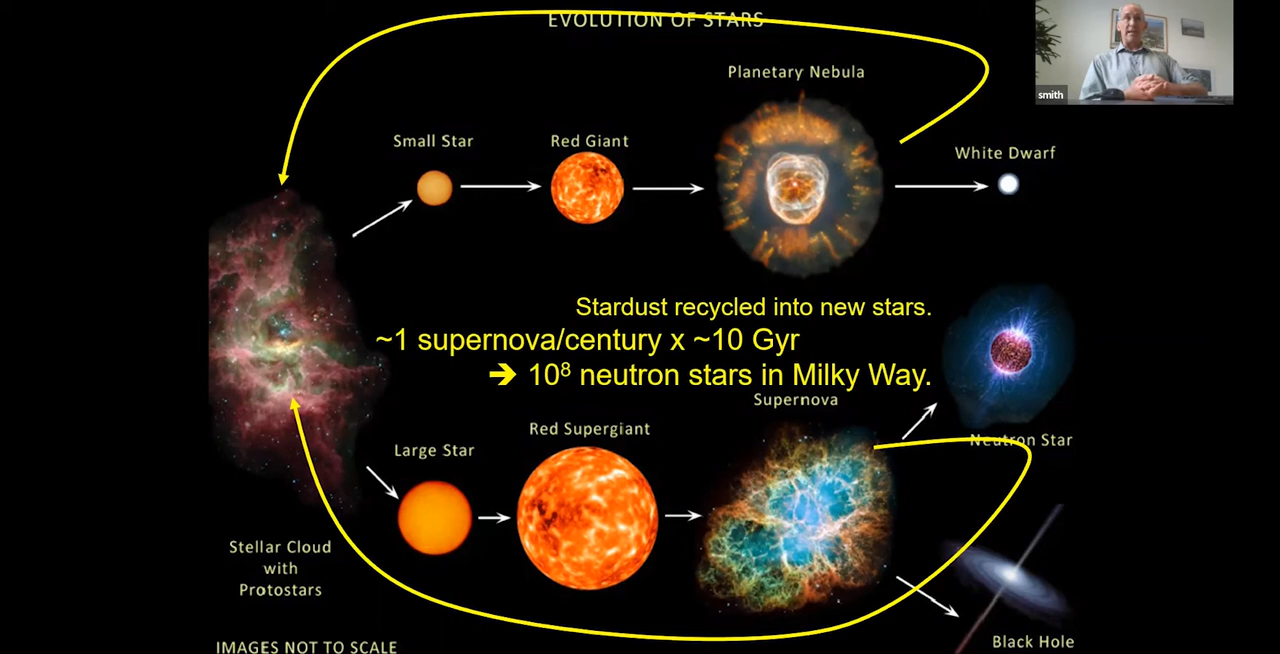 EVOLUTION OF STARS
smith
Planetary Nebula
Small Star
Red Giant
White Dwarf
Stardust recycled into new stars.
~1 supernova/century x ~10 Gyr
➔ 10⁸ neutron stars in Milky Way.
Supernova
Neutron Star
Red Supergiant
Large Star
Stellar Cloud
with
Protostars
Black Hole
IMAGES NOT TO SCALE